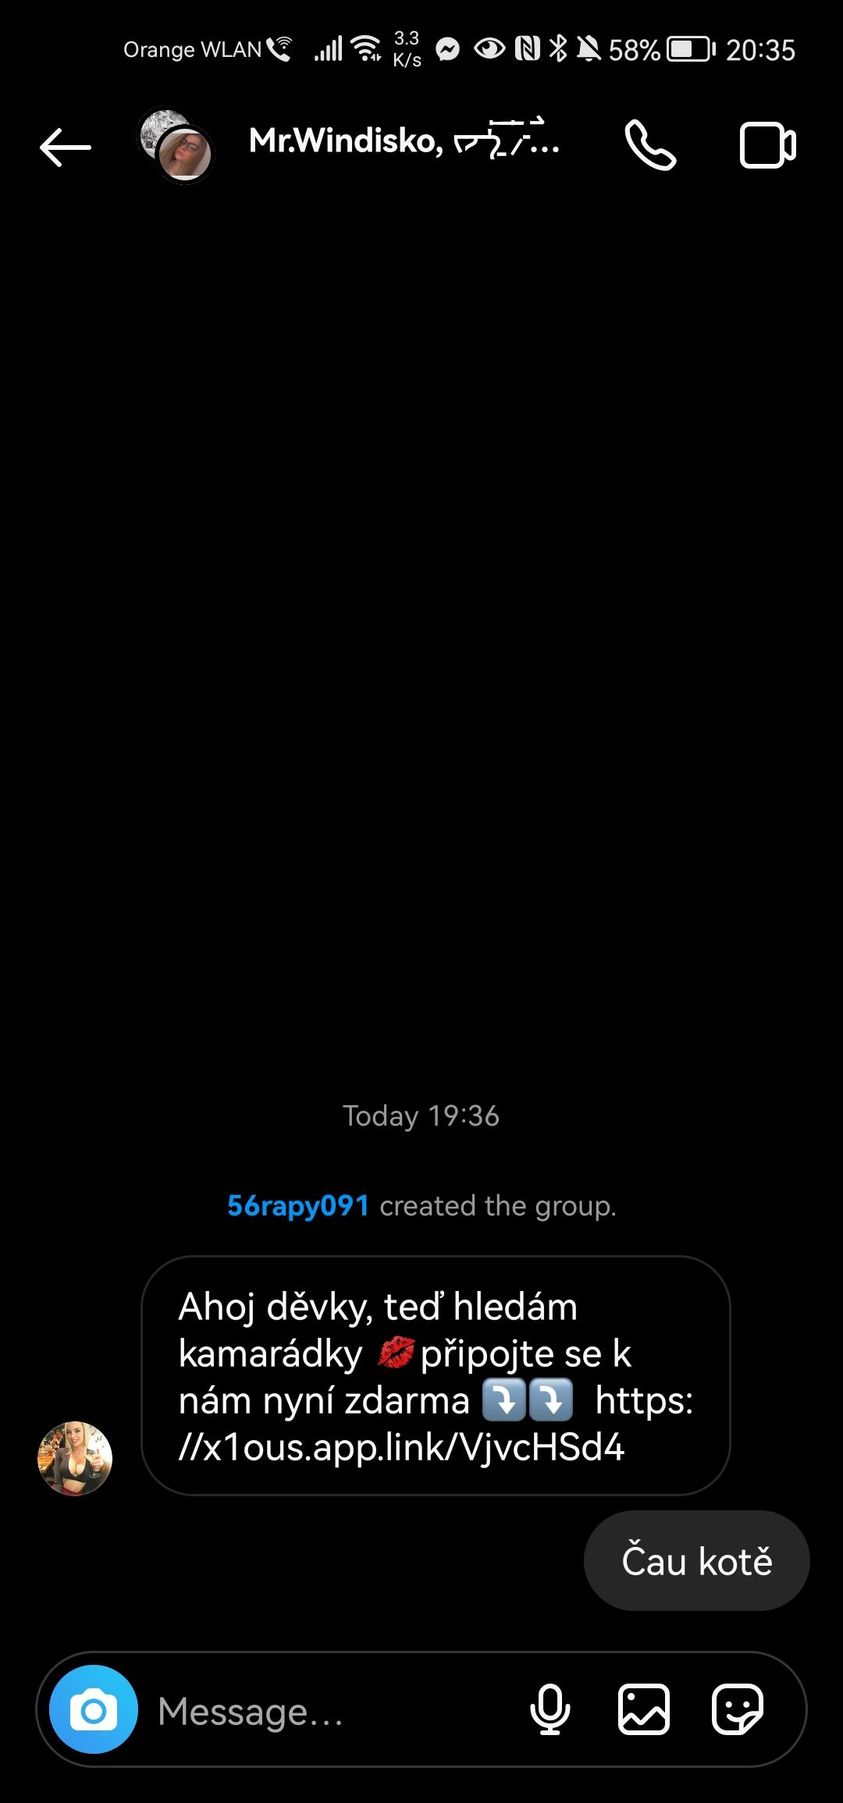 Orange WLAN 3.3 K/s 58% 20:35
Mr.Windisko,
Today 19:36
56rapy091 created the group.
Ahoj děvky, teď hledám
kamarádky 💋připojte se k
nám nyní zdarma ⤵️⤵️ https:
//x1ous.app.link/VjvcHSd4
Čau kotě
Message...